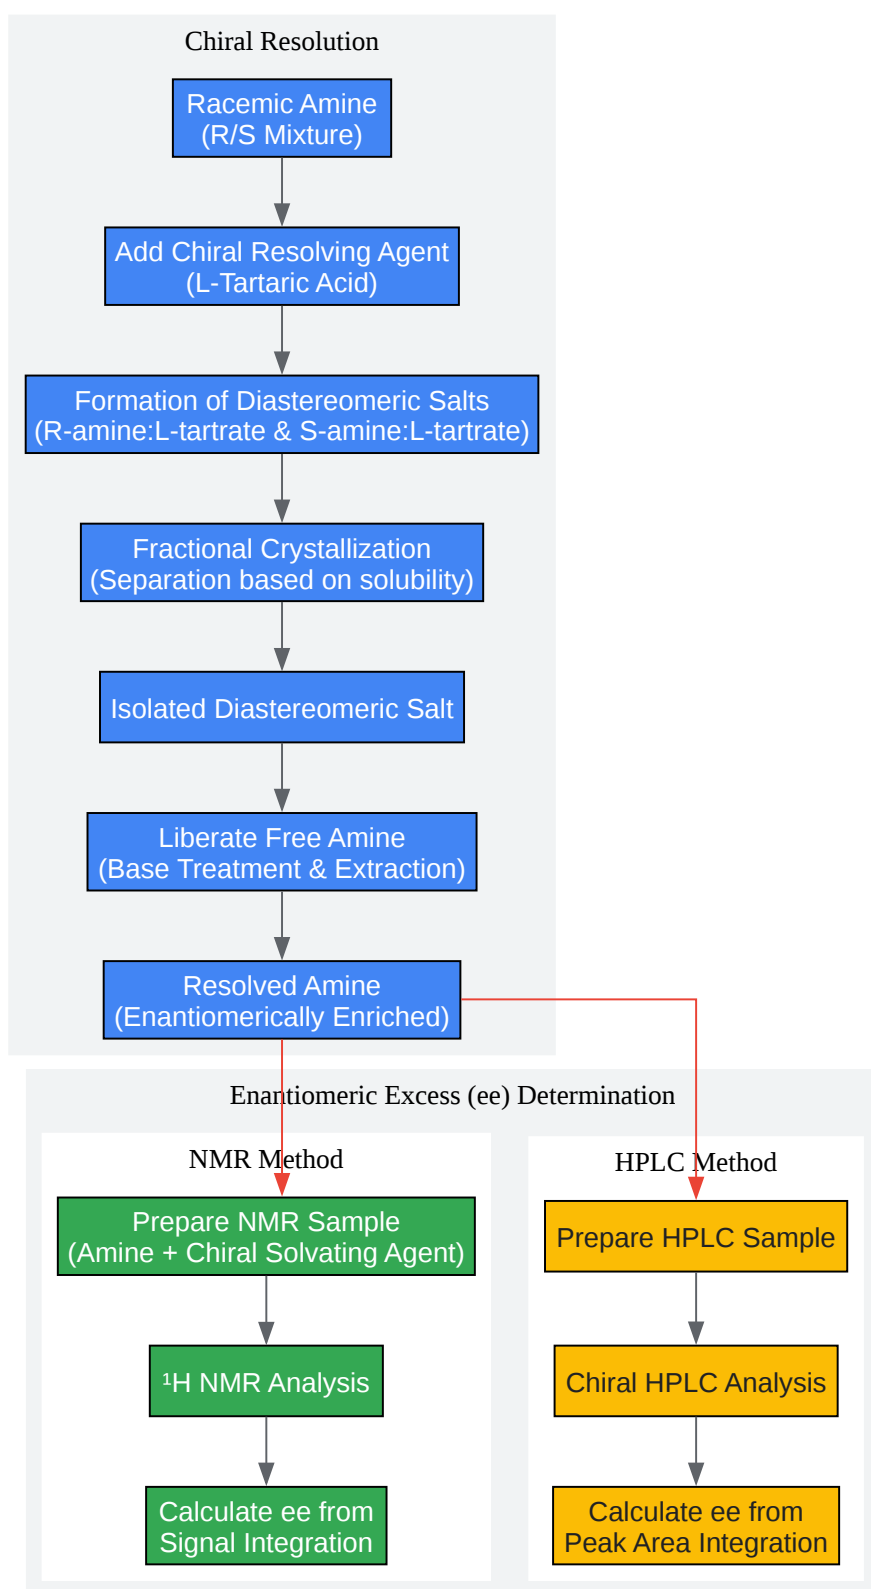 Chiral Resolution
Racemic Amine
(R/S Mixture)
Add Chiral Resolving Agent
(L-Tartaric Acid)
Formation of Diastereomeric Salts
(R-amine:L-tartrate & S-amine:L-tartrate)
Fractional Crystallization
(Separation based on solubility)
Isolated Diastereomeric Salt
Liberate Free Amine
(Base Treatment & Extraction)
Resolved Amine
(Enantiomerically Enriched)
Enantiomeric Excess (ee) Determination
NMR Method
Prepare NMR Sample
(Amine + Chiral Solvating Agent)
¹H NMR Analysis
Calculate ee from
Signal Integration
HPLC Method
Prepare HPLC Sample
Chiral HPLC Analysis
Calculate ee from
Peak Area Integration